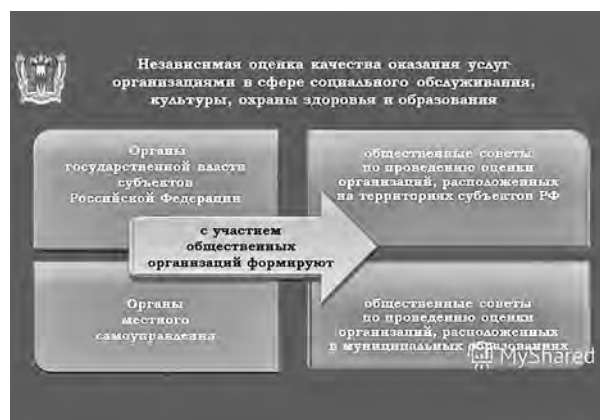 Независимая оценка качества оказания услуг
организациями в сфере социального обслуживания,
культуры, охраны здоровья и образования
Органы
государственной власти
субъектов
Российской Федерации
общественные советы
по проведению оценки
организаций, расположенных
на территориях субъектов РФ
с участием
общественных
организаций формируют
Органы
местного
самоуправления
общественные советы
по проведению оценки
организаций, расположенных
в муниципальных образованиях
MyShared